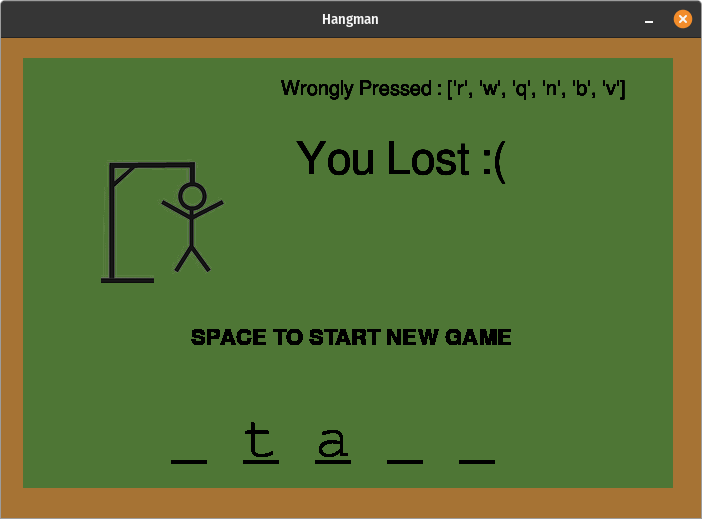 Hangman
Wrongly Pressed : ['r', 'w', 'q', 'n', 'b', 'v']
You Lost :(
SPACE TO START NEW GAME
_ t a _ _